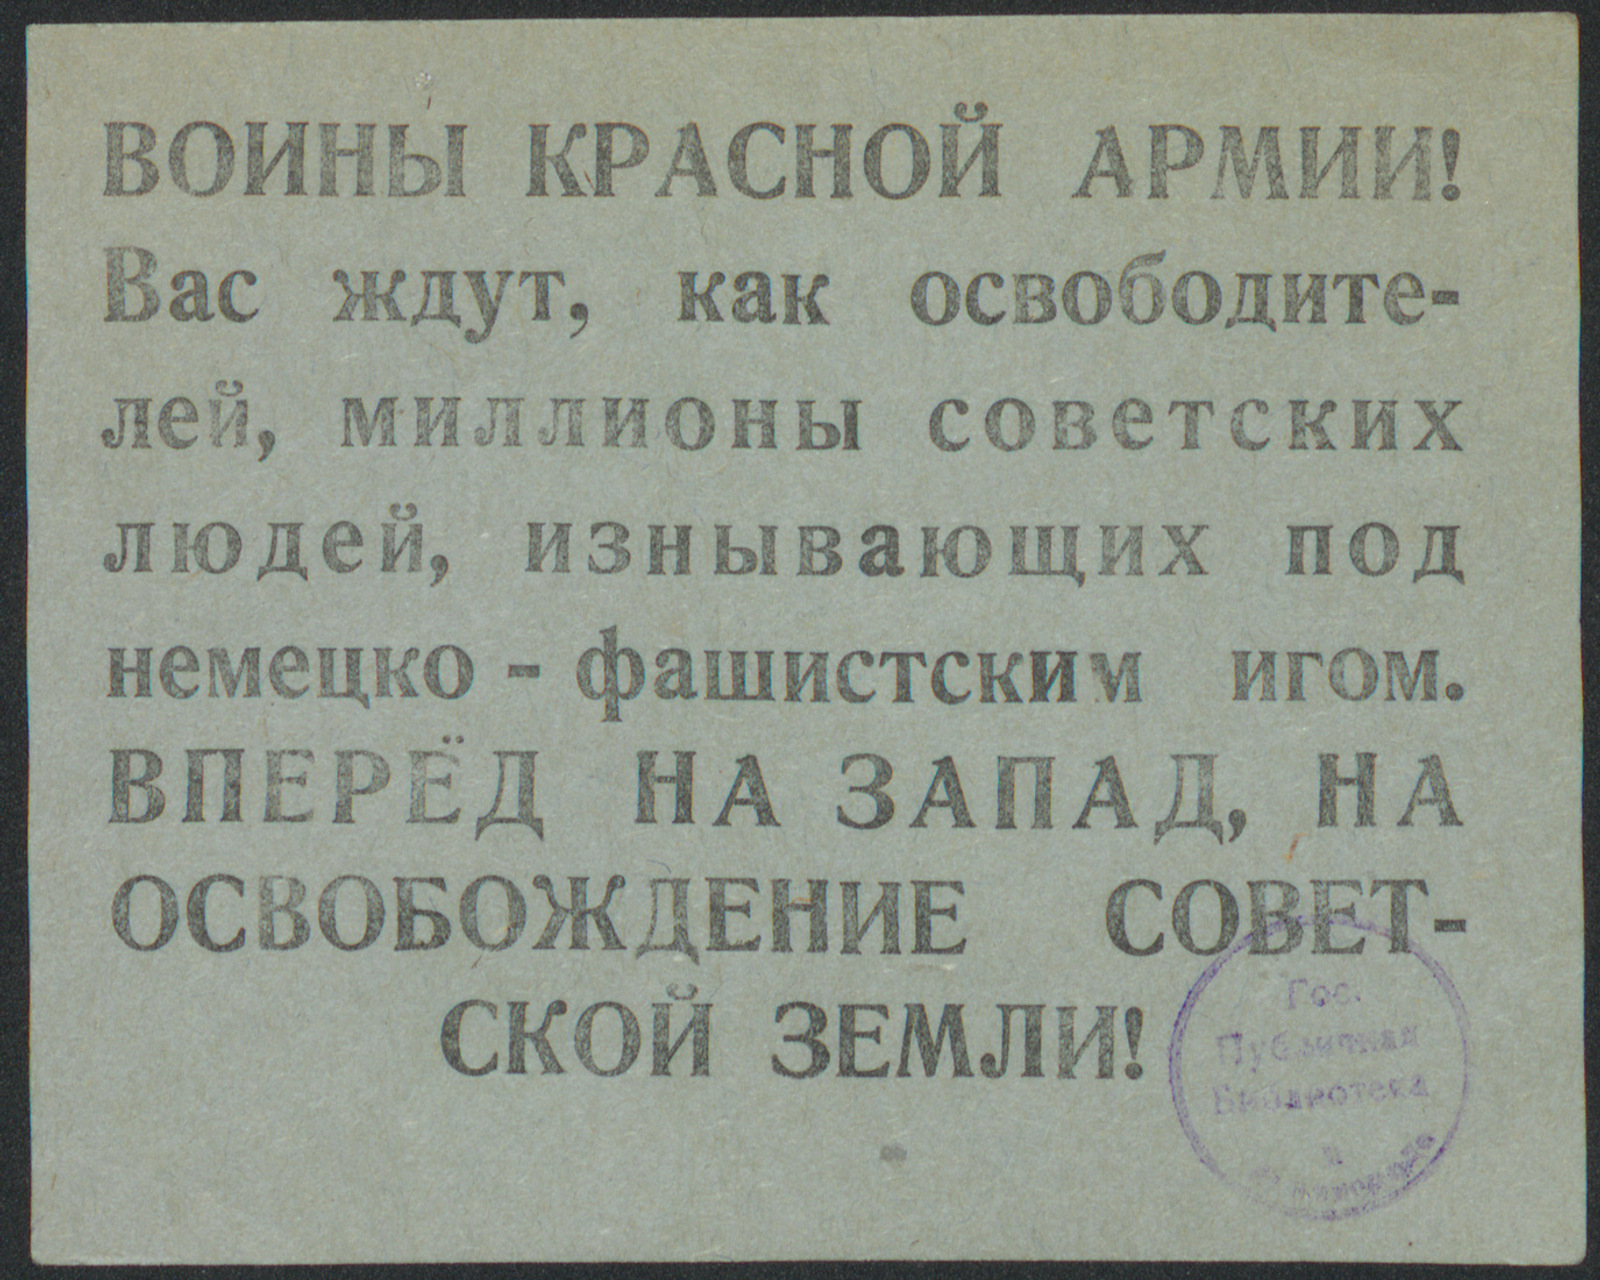 ВОИНЫ КРАСНОЙ АРМИИ!
Вас ждут, как освободите-
лей, миллионы советских
людей, изнывающих под
немецко - фашистским игом.
ВПЕРЁД НА ЗАПАД, НА
ОСВОБОЖДЕНИЕ СОВЕТ-
СКОЙ ЗЕМЛИ!
Гос.
Публичная
Библиотека
в